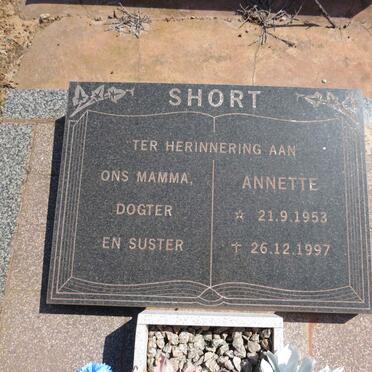 SHORT
TER HERINNERING AAN
ONS MAMMA,
DOGTER
EN SUSTER
ANNETTE
☆ 21.9.1953
✝ 26.12.1997